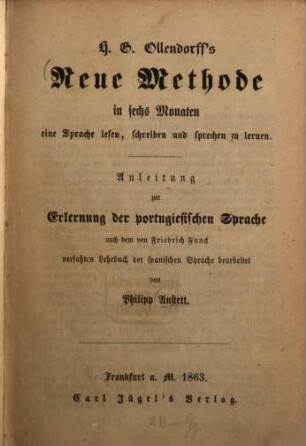 H. G. Ollendorff's
Neue Methode
in sechs Monaten
eine Sprache lesen, schreiben und sprechen zu lernen.
Anleitung
zur
Erlernung der portugiesischen Sprache
nach dem von Friedrich Funck
verfaßten Lehrbuch der spanischen Sprache bearbeitet
von
Philipp Anstett.
Frankfurt a. M. 1863.
Carl Jügel's Verlag.